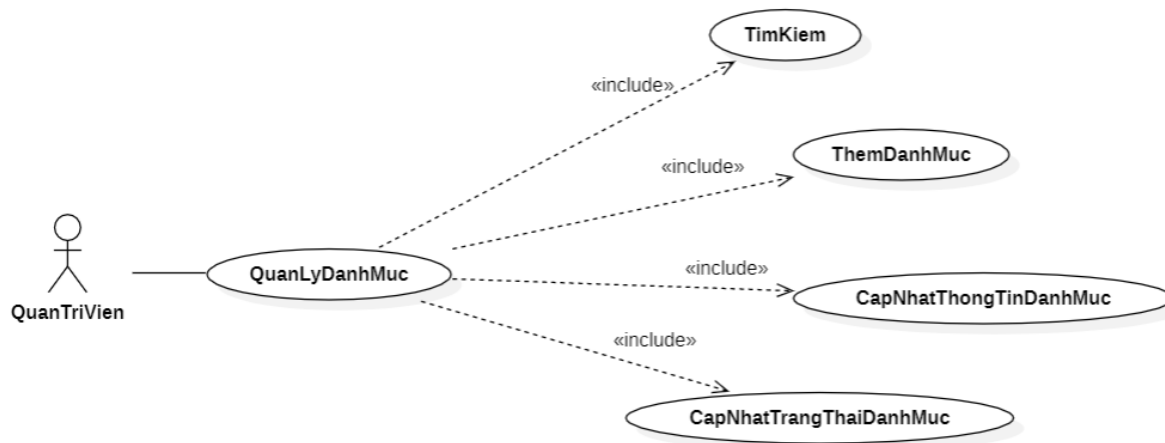 TimKiem
«include»
ThemDanhMuc
«include»
QuanTriVien
QuanLyDanhMuc
«include»
CapNhatThongTinDanhMuc
«include»
CapNhatTrangThaiDanhMuc